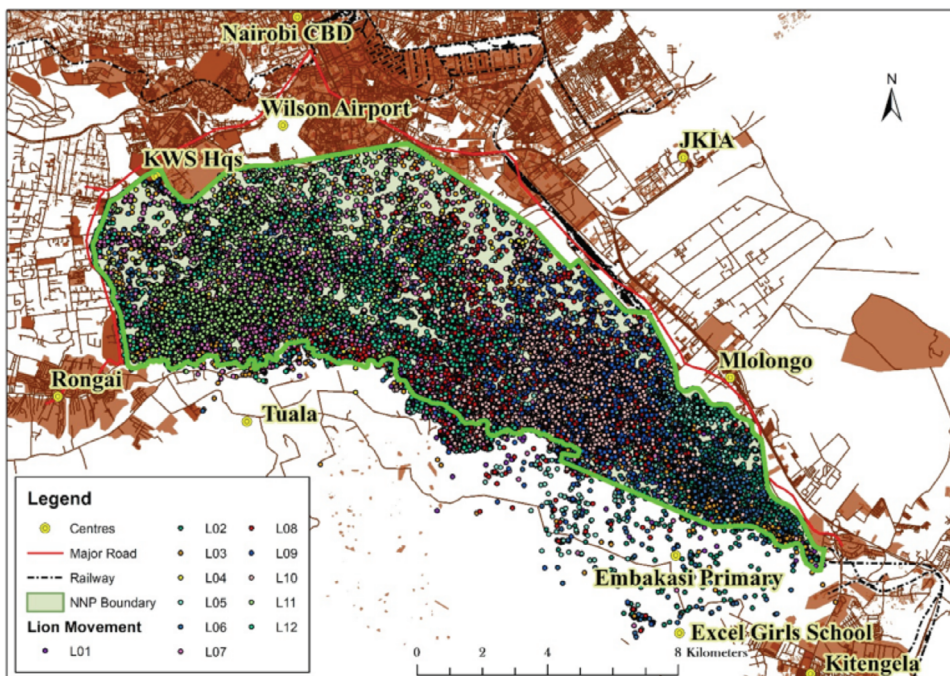 Nairobi CBD
N
Wilson Airport
JKIA
KWS Hqs
Mlolongo
Rongai
Tuala
Legend
Centres
Major Road
Railway
NNP Boundary
Lion Movement
L01
L02
L03
L04
L05
L06
L07
L08
L09
L10
L11
L12
Embakasi Primary
Excel Girls School
0 2 4 8 Kilometers
Kitengela